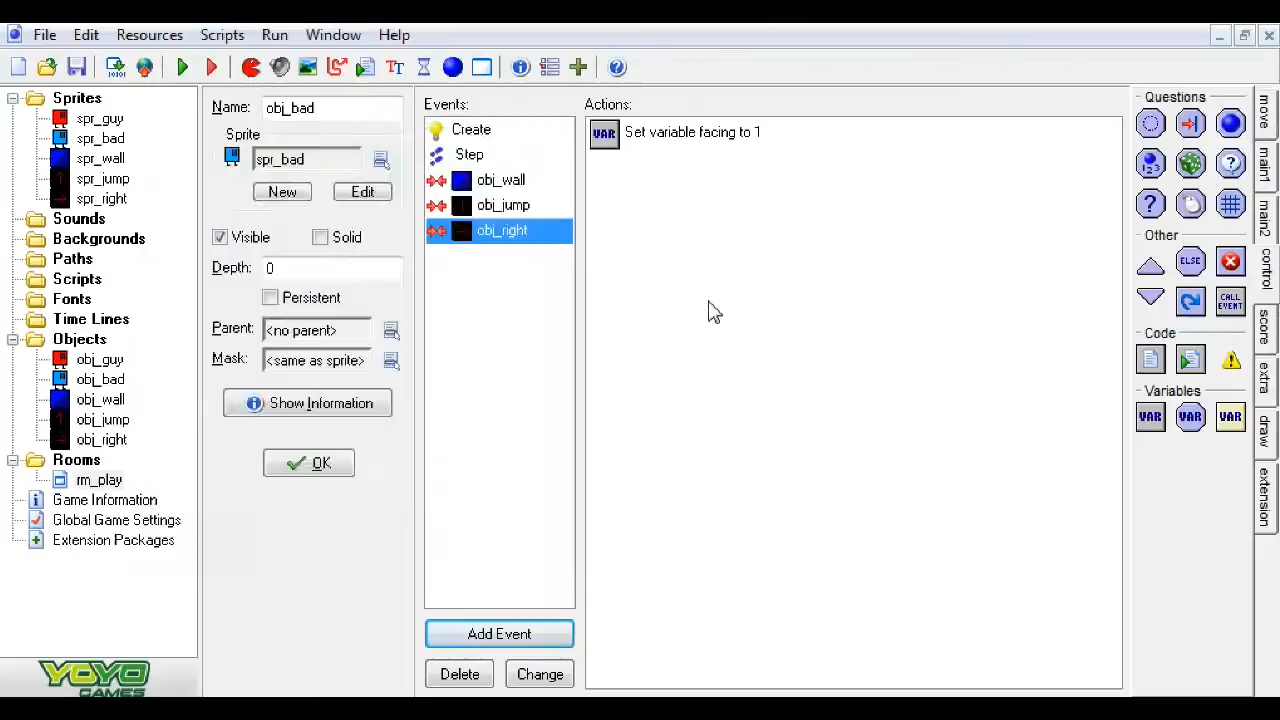 File Edit Resources Scripts Run Window Help
Sprites
spr_guy
spr_bad
spr_wall
spr_jump
spr_right
Sounds
Backgrounds
Paths
Scripts
Fonts
Time Lines
Objects
obj_guy
obj_bad
obj_wall
obj_jump
obj_right
Rooms
rm_play
Game Information
Global Game Settings
Extension Packages
YOYO
GAMES
Name: obj_bad
Sprite
spr_bad
New Edit
Visible Solid
Depth: 0
Persistent
Parent: <no parent>
Mask: <same as sprite>
Show Information
OK
Events:
Create
Step
obj_wall
obj_jump
obj_right
Add Event
Delete Change
Actions:
VAR Set variable facing to 1
Questions
Other
ELSE
CALL
EVENT
Code
Variables
VAR VAR VAR
move
main1
main2
control
score
extra
draw
extension